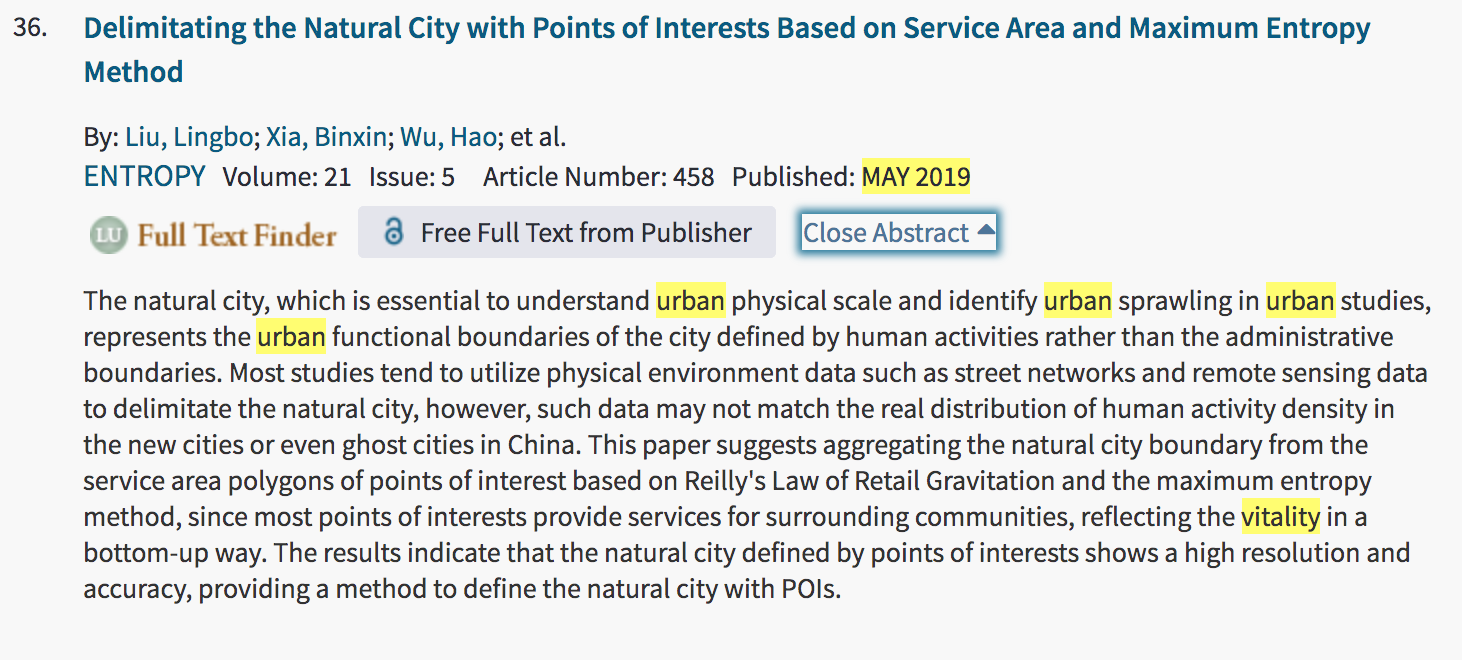 36. Delimitating the Natural City with Points of Interests Based on Service Area and Maximum Entropy
Method
By: Liu, Lingbo; Xia, Binxin; Wu, Hao; et al.
ENTROPY Volume: 21 Issue: 5 Article Number: 458 Published: MAY 2019
LU Full Text Finder Free Full Text from Publisher Close Abstract
The natural city, which is essential to understand urban physical scale and identify urban sprawling in urban studies,
represents the urban functional boundaries of the city defined by human activities rather than the administrative
boundaries. Most studies tend to utilize physical environment data such as street networks and remote sensing data
to delimitate the natural city, however, such data may not match the real distribution of human activity density in
the new cities or even ghost cities in China. This paper suggests aggregating the natural city boundary from the
service area polygons of points of interest based on Reilly's Law of Retail Gravitation and the maximum entropy
method, since most points of interests provide services for surrounding communities, reflecting the vitality in a
bottom-up way. The results indicate that the natural city defined by points of interests shows a high resolution and
accuracy, providing a method to define the natural city with POIs.